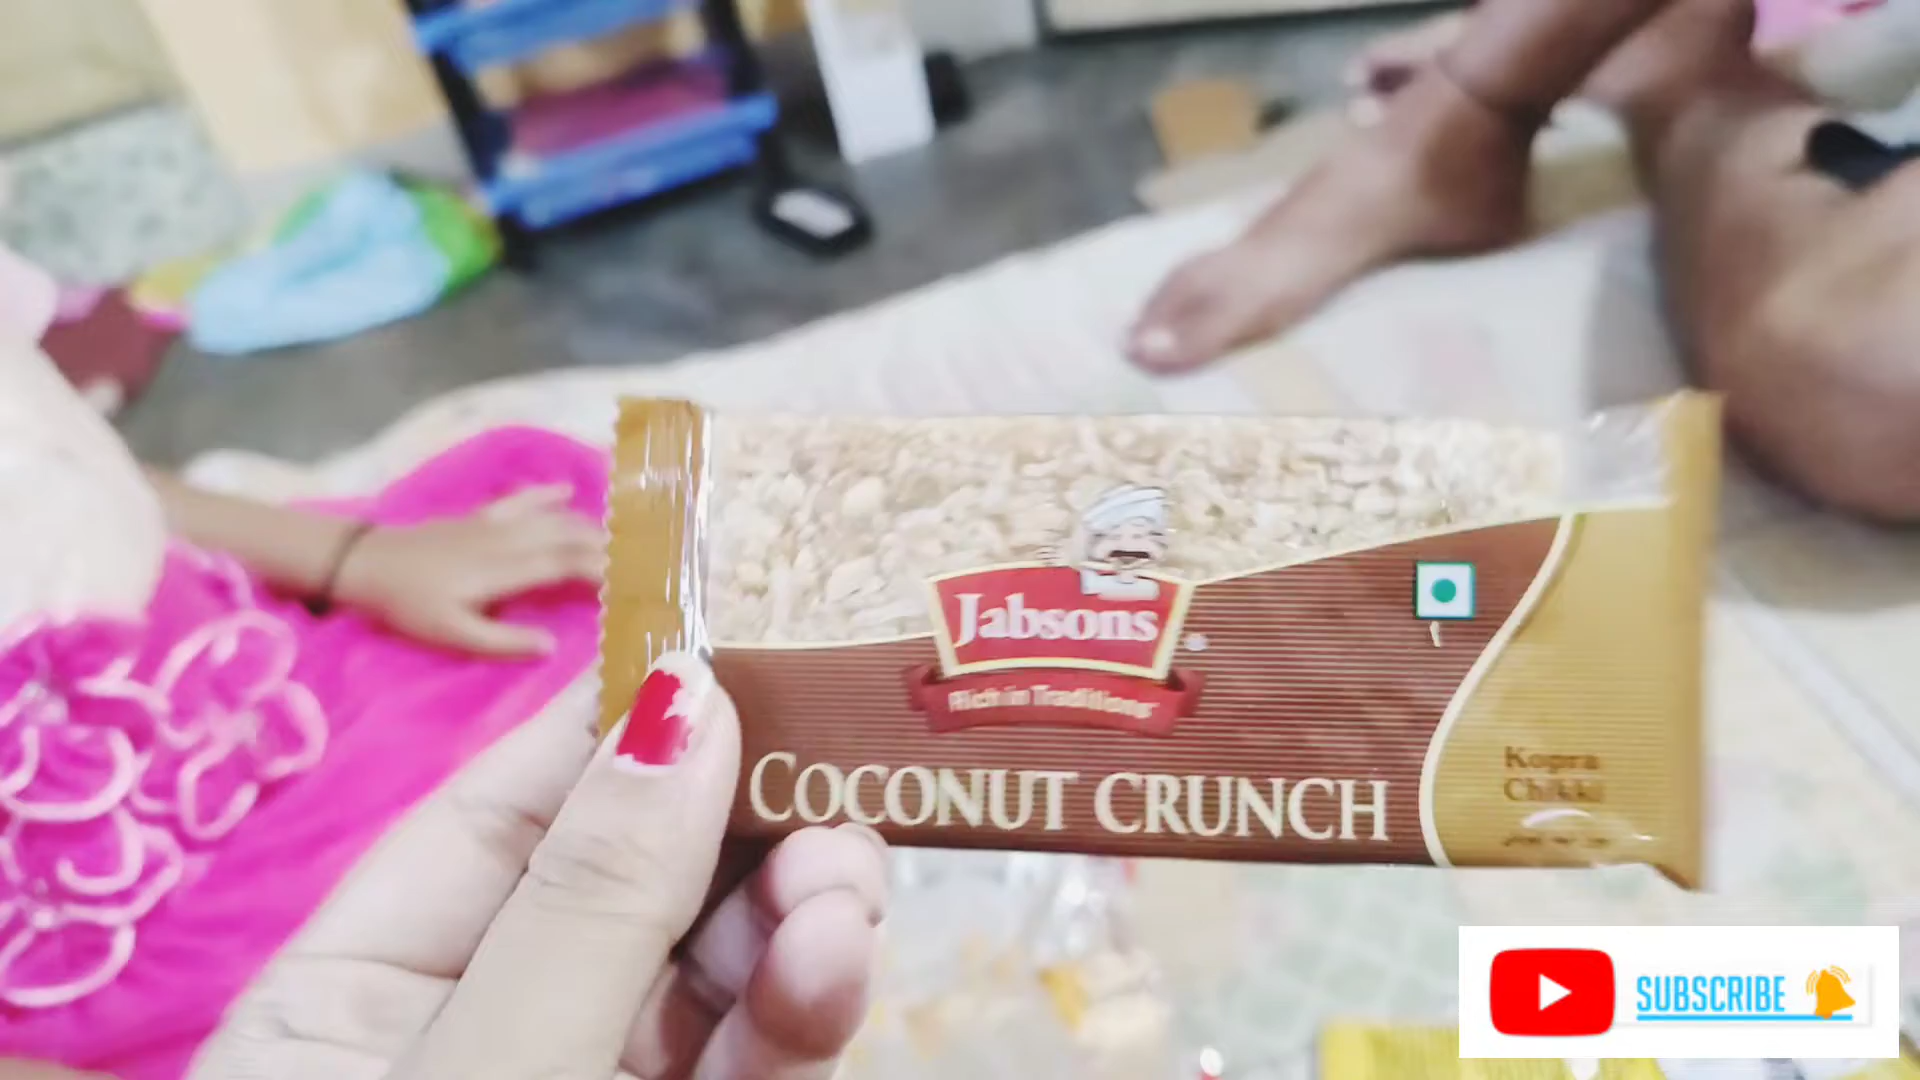 Jabsons
Rich in Traditions
COCONUT CRUNCH
Kopra
Chikki
SUBSCRIBE